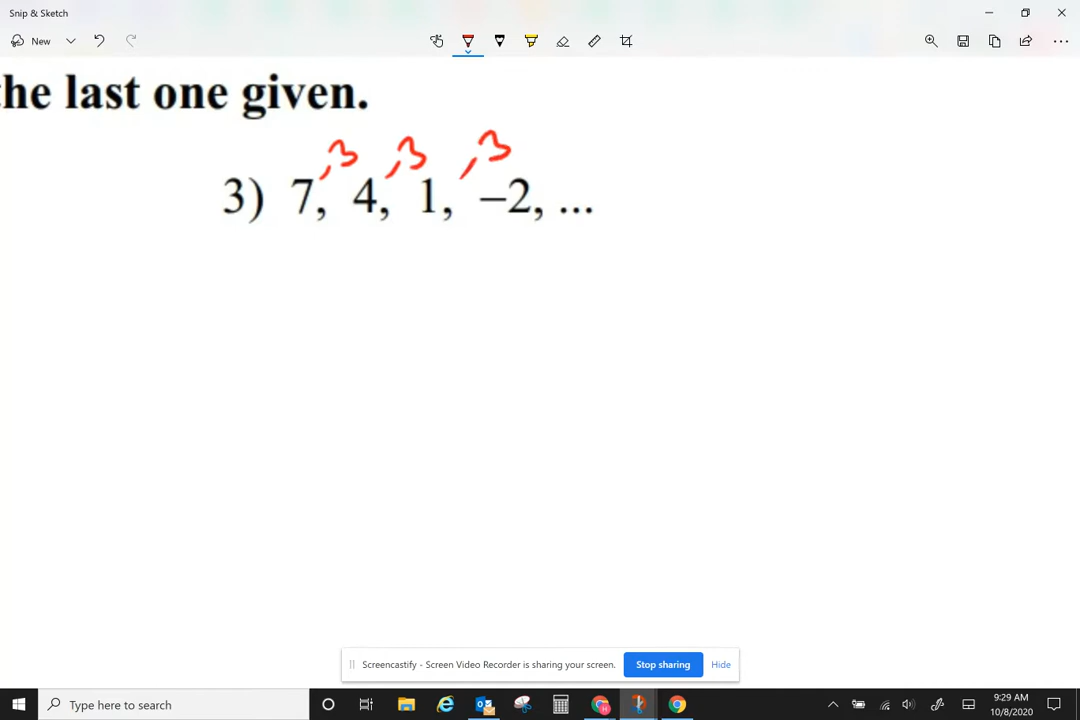 Snip & Sketch
New
the last one given.
,3 ,3 ,3
3) 7, 4, 1, −2, ...
Screencastify - Screen Video Recorder is sharing your screen.
Stop sharing
Hide
Type here to search
9:29 AM
10/8/2020